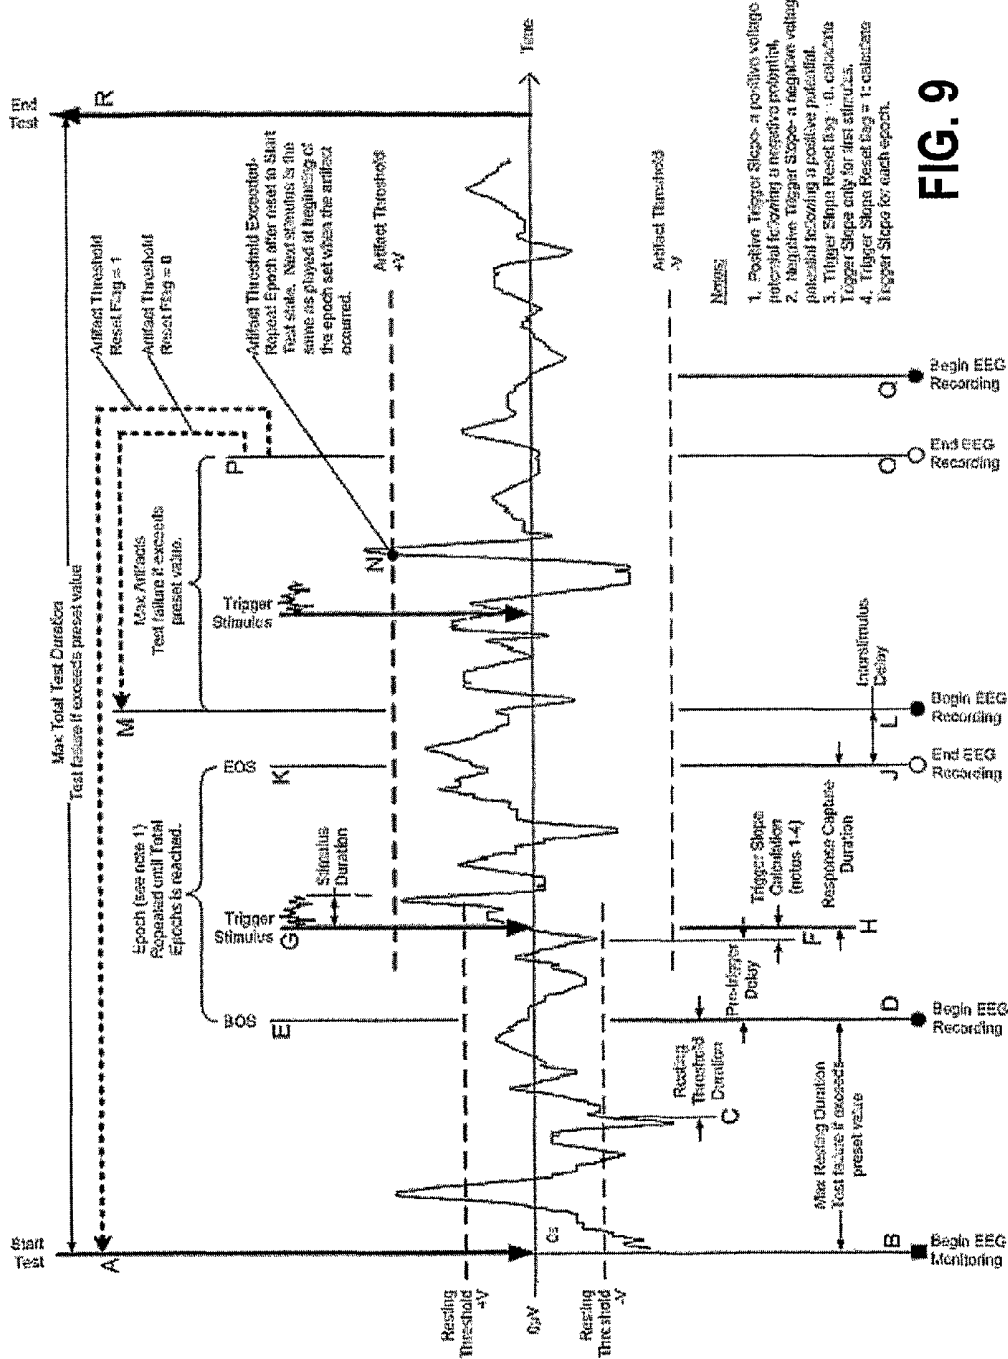 Start
Test
End
Test
Max Total Test Duration
Test failure if exceeds preset value
A
R
Artifact Threshold
Reset Flag = 1
Artifact Threshold
Reset Flag = 0
Epoch (see note 1)
Repeated until Total
Epochs is reached.
Max Artifacts
Test failure if exceeds
preset value.
M
P
BOS
E
EOS
K
Trigger
Stimulus
G
Stimulus
Duration
Trigger
Stimulus
N
Artifact Threshold Exceeded-
Repeat Epoch after reset to Start
Test state. Next stimulus is the
same as played at beginning of
the epoch set when the artifact
occurred.
Artifact Threshold
+V
Resting
Threshold
+V
0µV
Time
Resting
Threshold
-V
Artifact Threshold
-V
C
Resting
Threshold
Duration
Pre-trigger
Delay
F
Trigger Slope
Calculation
(notes 1-4)
H
Response Capture
Duration
Interstimulus
Delay
Max Resting Duration
Test failure if exceeds
preset value
B
Begin EEG
Monitoring
D
Begin EEG
Recording
J
End EEG
Recording
L
Begin EEG
Recording
O
End EEG
Recording
Q
Begin EEG
Recording
Notes:
1. Positive Trigger Slope- a positive voltage
potential following a negative potential.
2. Negative Trigger Slope- a negative voltag
potential following a positive potential.
3. Trigger Slope Reset flag = 0, calculate
Trigger Slope only for first stimulus.
4. Trigger Slope Reset flag = 1: calculate
Trigger Slope for each epoch.
FIG. 9